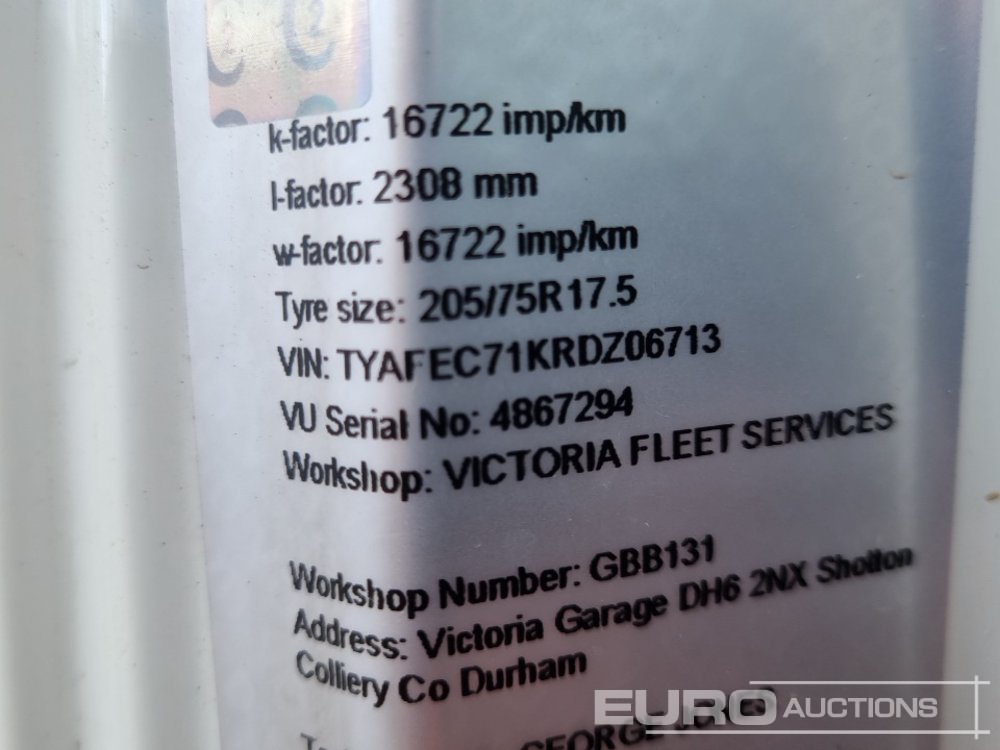 k-factor: 16722 imp/km
l-factor: 2308 mm
w-factor: 16722 imp/km
Tyre size: 205/75R17.5
VIN: TYAFEC71KRDZ06713
VU Serial No: 4867294
Workshop: VICTORIA FLEET SERVICES
Workshop Number: GBB131
Address: Victoria Garage DH6 2NX Shotton
Colliery Co Durham
GEORGE JONES
EURO AUCTIONS